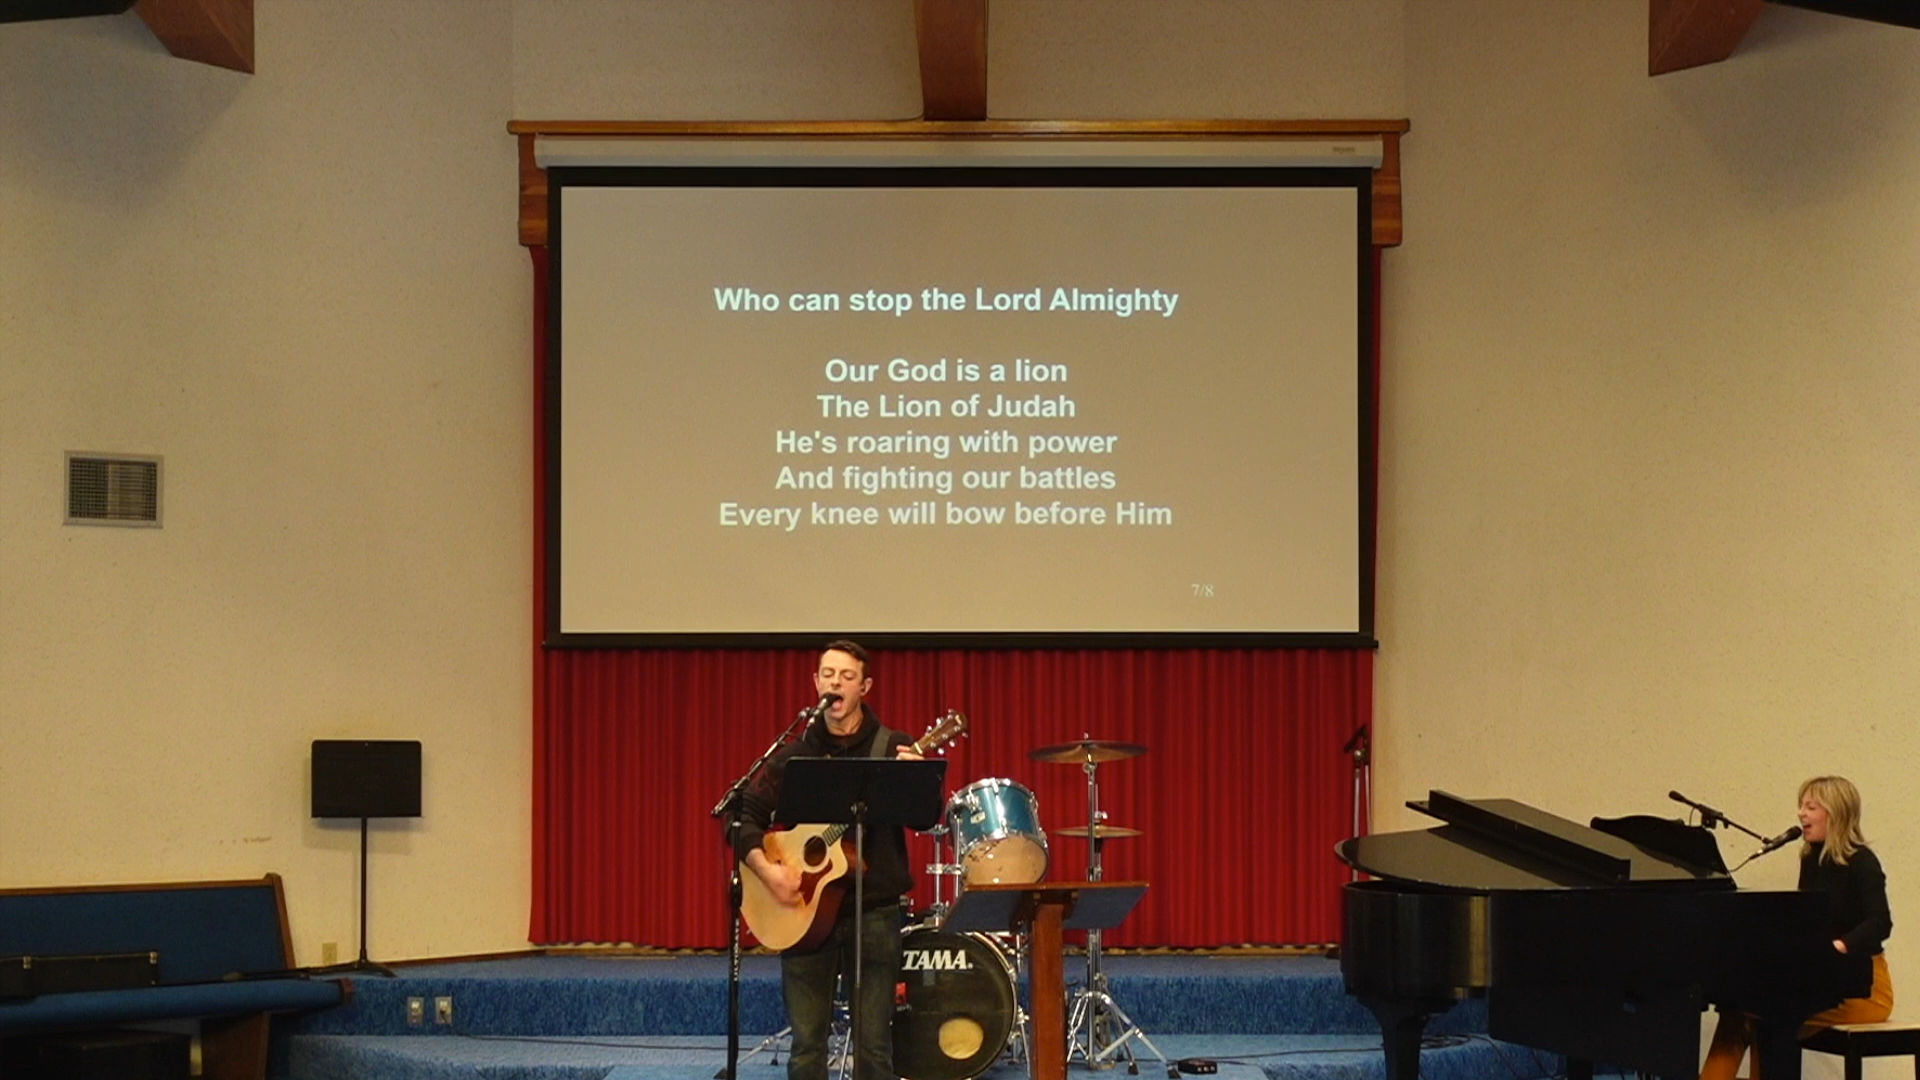 Who can stop the Lord Almighty
Our God is a lion
The Lion of Judah
He's roaring with power
And fighting our battles
Every knee will bow before Him
7/8
TAMA